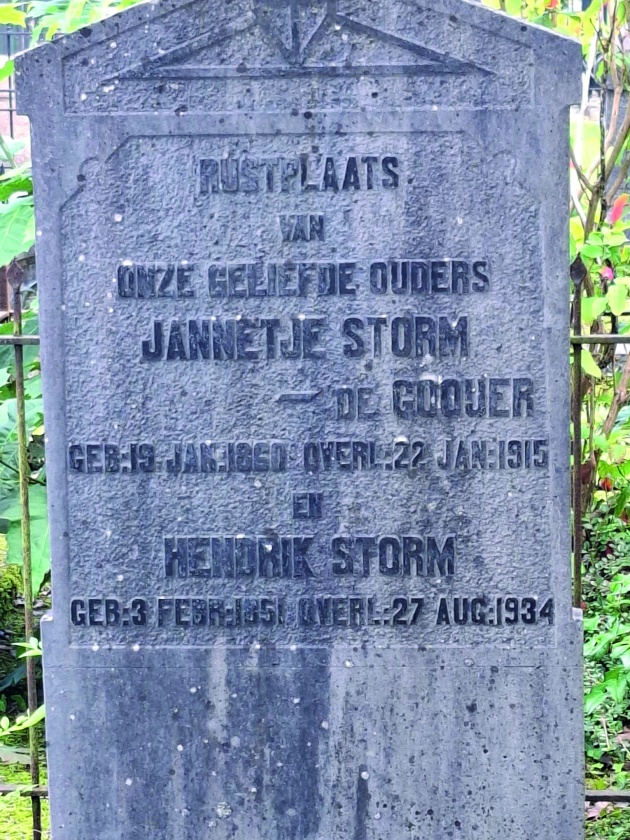 RUSTPLAATS
VAN
ONZE GELIEFDE OUDERS
JANNETJE STORM
— DE GOOIJER
GEB:19 JAN:1860 OVERL:22 JAN:1915
EN
HENDRIK STORM
GEB:3 FEBR:1851 OVERL:27 AUG:1934